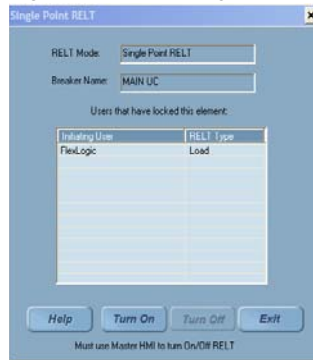 Single Point RELT
RELT Mode: Single Point RELT
Breaker Name: MAIN UC
Users that have locked this element:
Initiating User RELT Type
FlexLogic Load
Help Turn On Turn Off Exit
Must use Master HMI to turn On/Off RELT